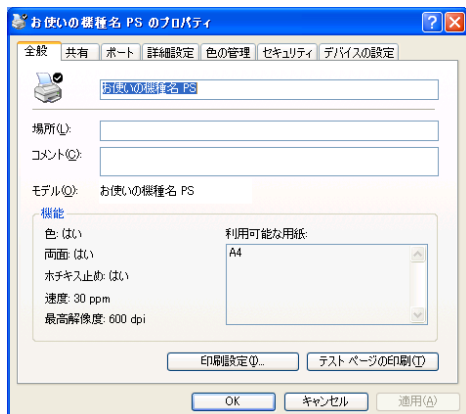 お使いの機種名 PS のプロパティ
全般 共有 ポート 詳細設定 色の管理 セキュリティ デバイスの設定
お使いの機種名 PS
場所(L):
コメント(C):
モデル(O): お使いの機種名 PS
機能
色: はい 利用可能な用紙:
両面: はい A4
ホチキス止め: はい
速度: 30 ppm
最高解像度: 600 dpi
印刷設定(I)... テスト ページの印刷(T)
OK キャンセル 適用(A)